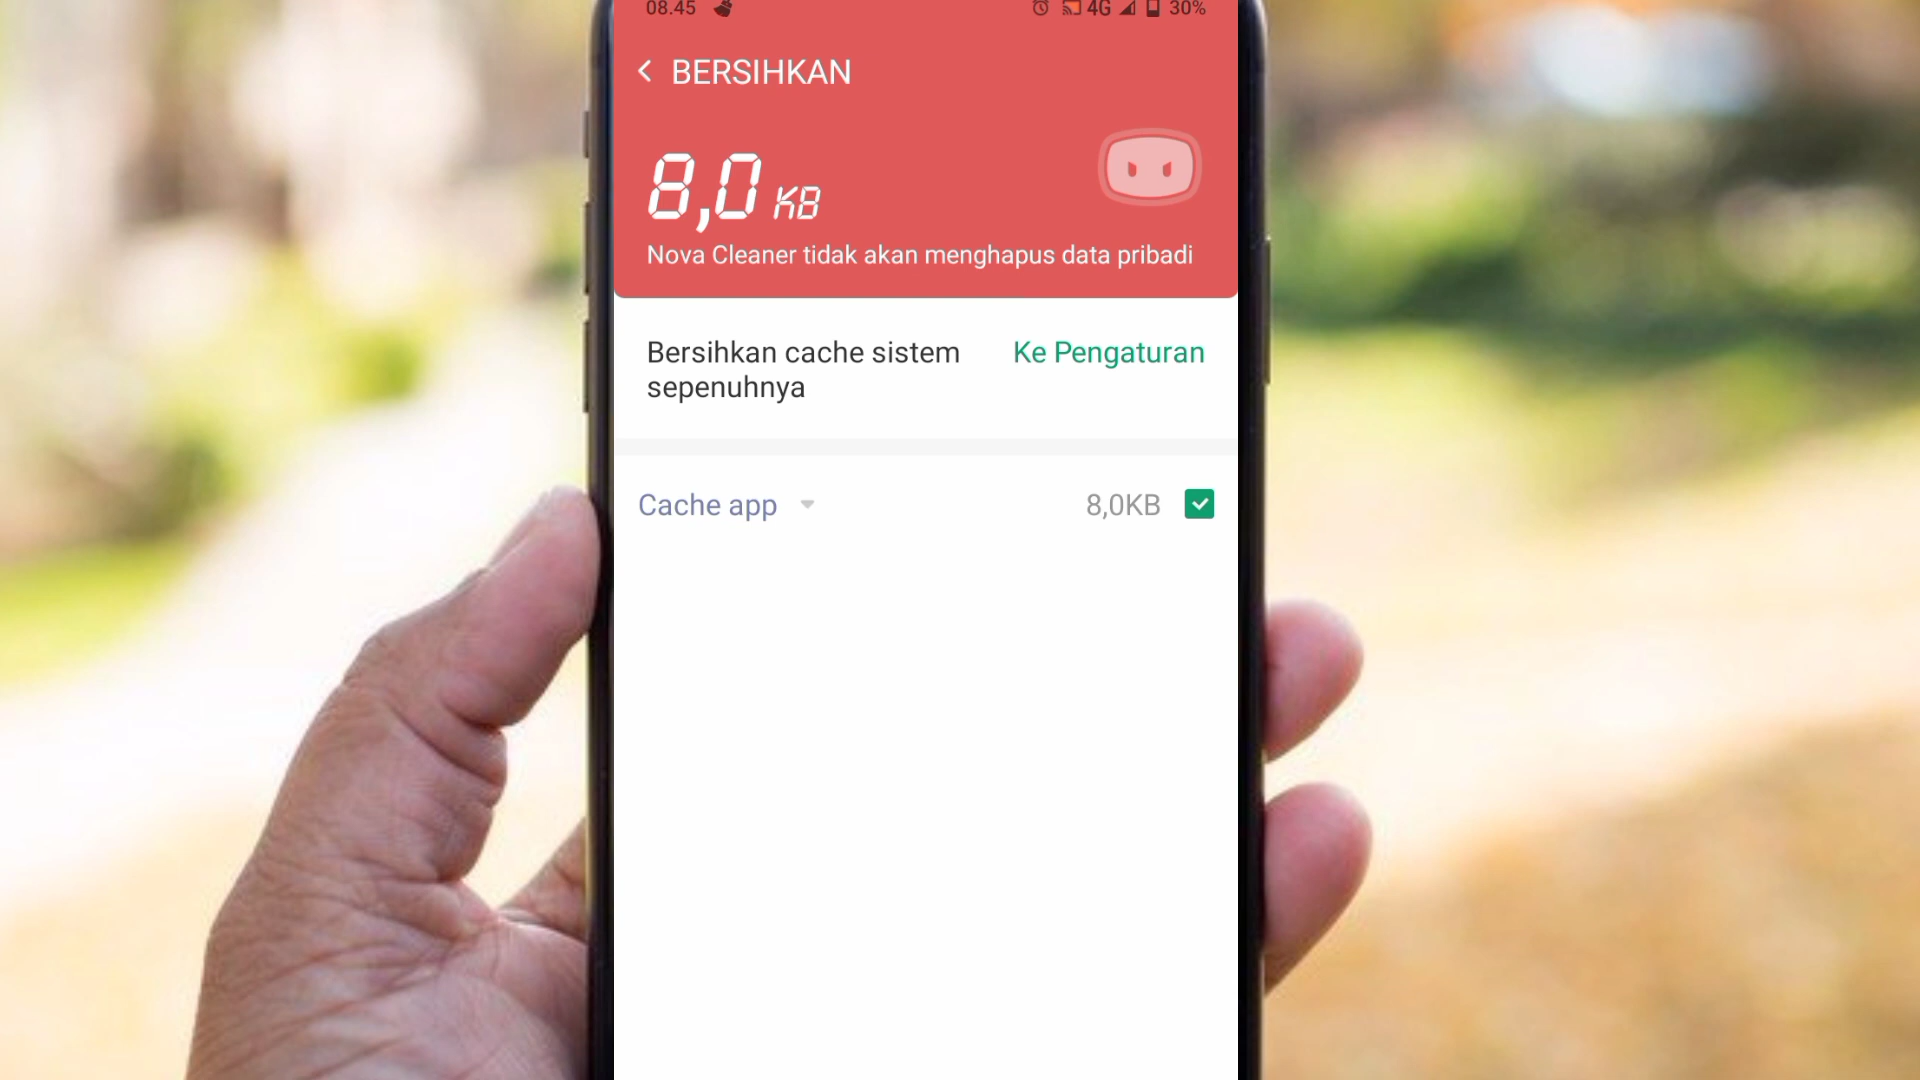 08.45 4G 30%
BERSIHKAN
8,0 KB
Nova Cleaner tidak akan menghapus data pribadi
Bersihkan cache sistem Ke Pengaturan
sepenuhnya
Cache app 8,0KB